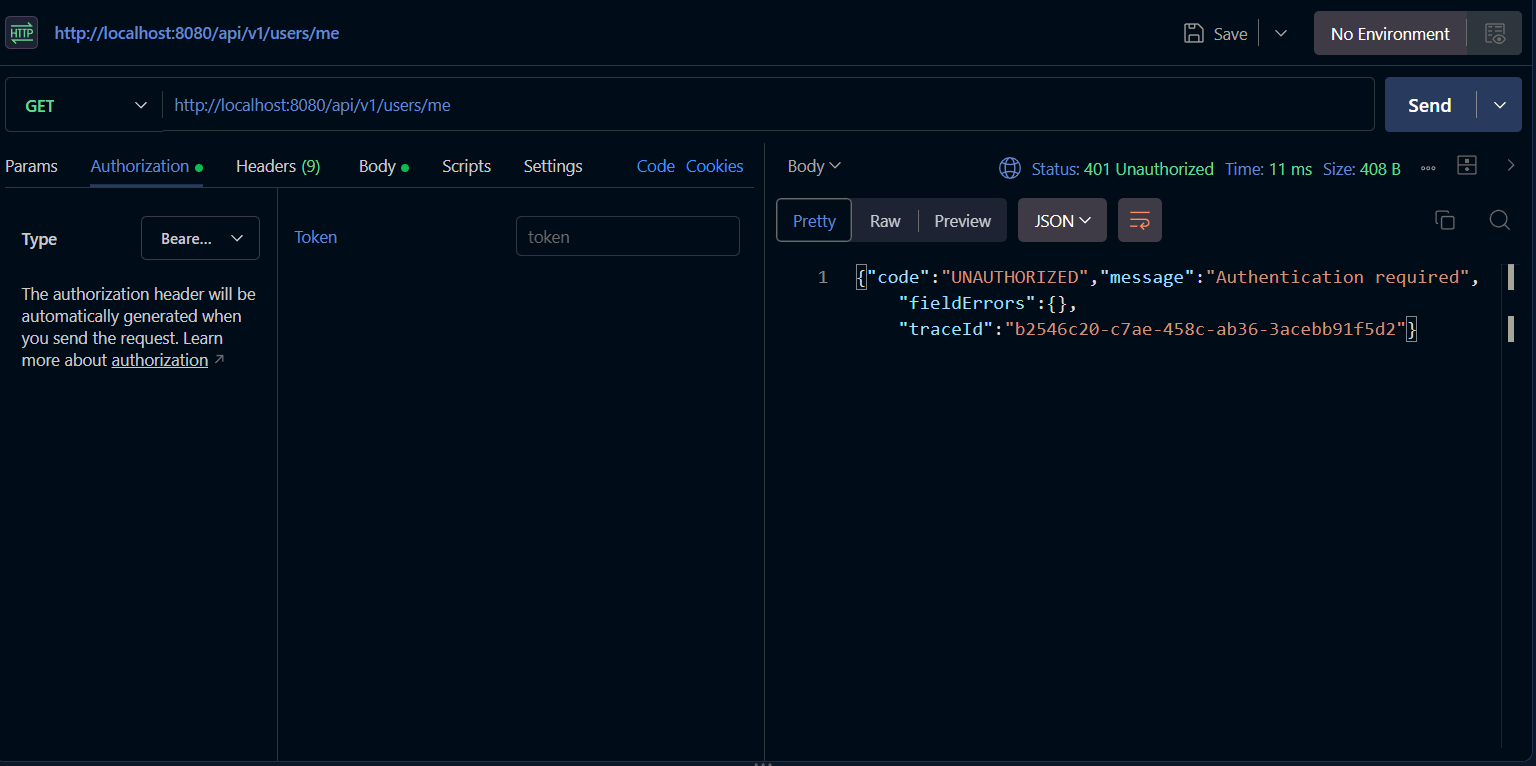 HTTP http://localhost:8080/api/v1/users/me Save No Environment
GET http://localhost:8080/api/v1/users/me Send
Params Authorization Headers (9) Body Scripts Settings Code Cookies
Body Status: 401 Unauthorized Time: 11 ms Size: 408 B
Pretty Raw Preview JSON
Type Beare...
The authorization header will be
automatically generated when
you send the request. Learn
more about authorization
Token token
1 {"code":"UNAUTHORIZED","message":"Authentication required",
"fieldErrors":{},
"traceId":"b2546c20-c7ae-458c-ab36-3acebb91f5d2"}